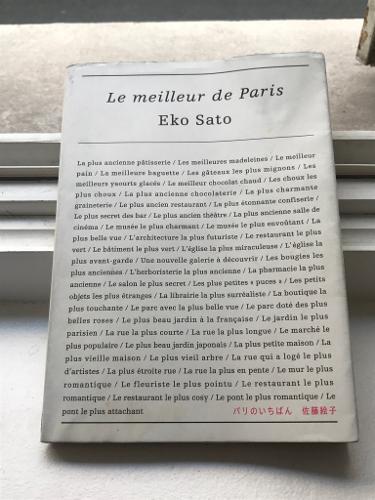 Le meilleur de Paris
Eko Sato
La plus ancienne pâtisserie / Les meilleures madeleines / Le meilleur
pain / La meilleure baguette / Les gâteaux les plus mignons / Les
meilleurs yaourts glacés / Le meilleur chocolat chaud / Les choux les
plus choux / La plus ancienne chocolaterie / La plus charmante
graineterie / Le plus ancien restaurant / La plus étonnante confiserie /
Le plus secret des bar / Le plus ancien théâtre / La plus ancienne salle de
cinéma / Le musée le plus charmant / Le musée le plus envoûtant / La
plus belle vue / L'architecture la plus futuriste / Le restaurant le plus
vert / Le bâtiment le plus vert / L'église la plus miraculeuse / L'église la
plus avant-garde / Une nouvelle galerie à découvrir / Les bougies les
plus anciennes / L'herboristerie la plus ancienne / La pharmacie la plus
ancienne / Le salon le plus secret / Les plus petites « puces » / Les petits
objets les plus étranges / La librairie la plus surréaliste / La boutique la
plus touchante / Le parc avec la plus belle vue / Le parc doté des plus
belles roses / Le plus beau jardin à la française / Le jardin le plus
parisien / La rue la plus courte / La rue la plus longue / Le marché le
plus populaire / Le plus beau jardin japonais / La plus petite maison / La
plus vieille maison / Le plus vieil arbre / La rue qui a logé le plus
d'artistes / La plus étroite rue / La rue la plus en pente / Le mur le plus
romantique / Le fleuriste le plus pointu / Le restaurant le plus
romantique / Le restaurant le plus cosy / Le pont le plus romantique / Le
pont le plus attachant
パリのいちばん 佐藤絵子